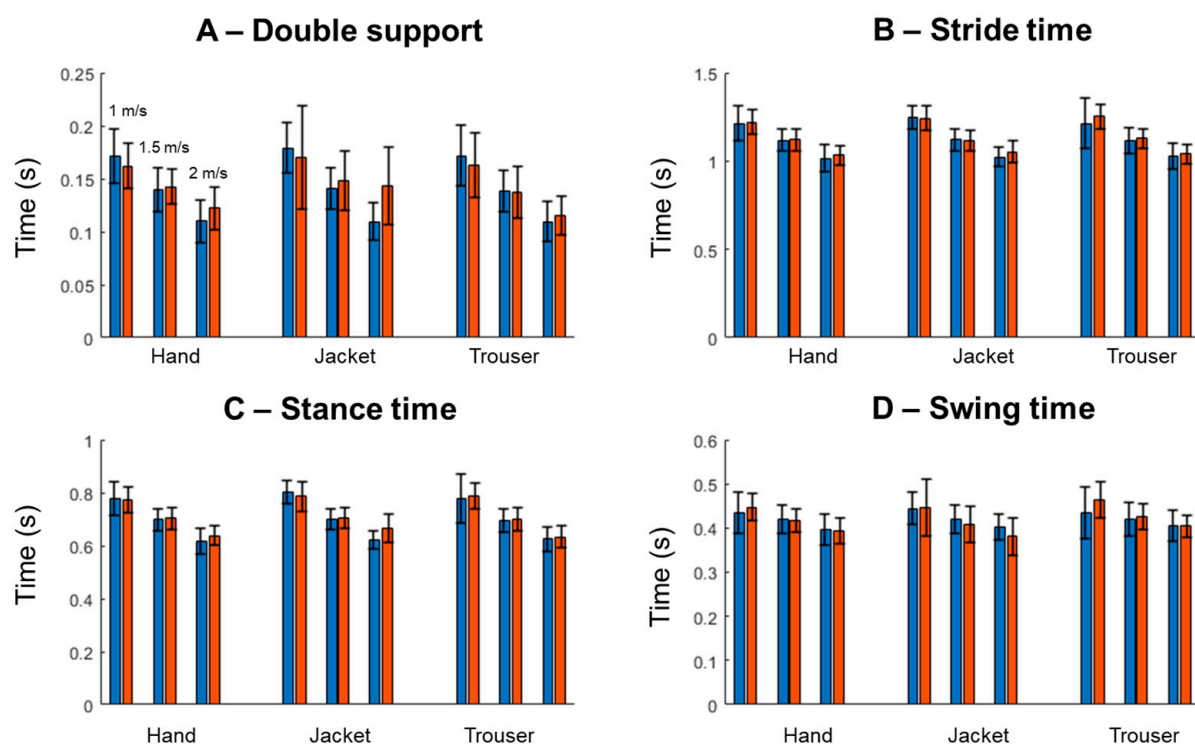 A – Double support
Time (s)
0.25
0.2
0.15
0.1
0.05
0
1 m/s
1.5 m/s
2 m/s
Hand Jacket Trouser
B – Stride time
Time (s)
1.5
1
0.5
0
Hand Jacket Trouser
C – Stance time
Time (s)
1
0.8
0.6
0.4
0.2
0
Hand Jacket Trouser
D – Swing time
Time (s)
0.6
0.5
0.4
0.3
0.2
0.1
0
Hand Jacket Trouser